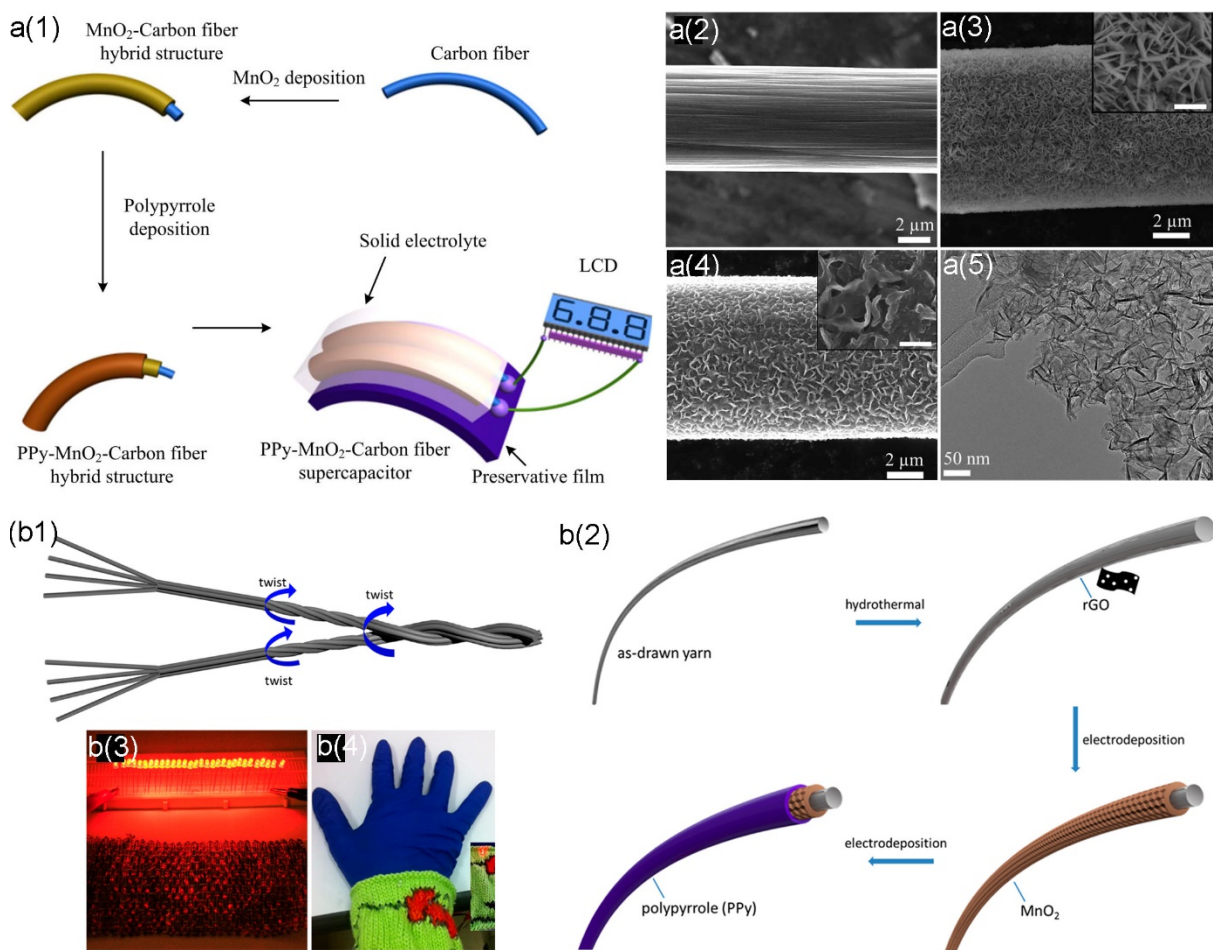 a(1)
MnO₂-Carbon fiber
hybrid structure
Carbon fiber
MnO₂ deposition
Polypyrrole
deposition
Solid electrolyte
LCD
6.8.8
PPy-MnO₂-Carbon fiber
hybrid structure
PPy-MnO₂-Carbon fiber
supercapacitor
Preservative film
a(2)
2 µm
a(3)
2 µm
a(4)
2 µm
a(5)
50 nm
(b1)
twist
twist
twist
b(2)
as-drawn yarn
hydrothermal
rGO
electrodeposition
MnO₂
electrodeposition
polypyrrole (PPy)
b(3)
b(4)